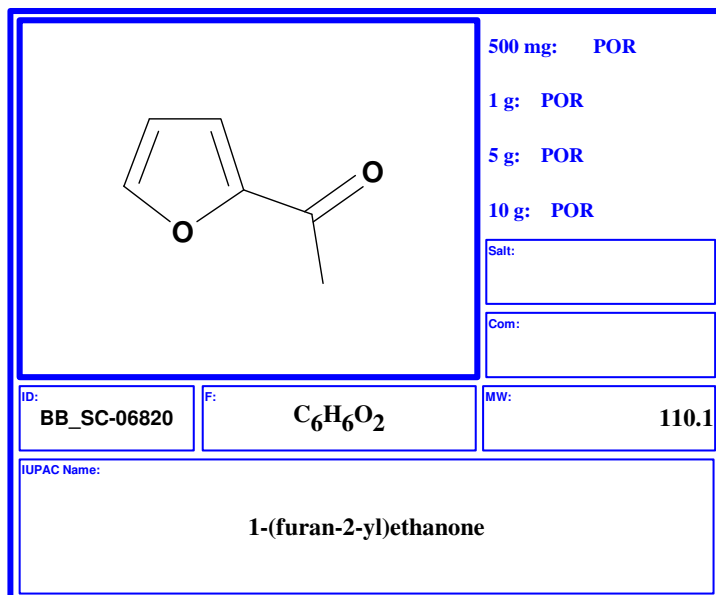 O
O
500 mg: POR
1 g: POR
5 g: POR
10 g: POR
Salt:
Com:
ID:
BB_SC-06820
F:
C6H6O2
MW:
110.1
IUPAC Name:
1-(furan-2-yl)ethanone